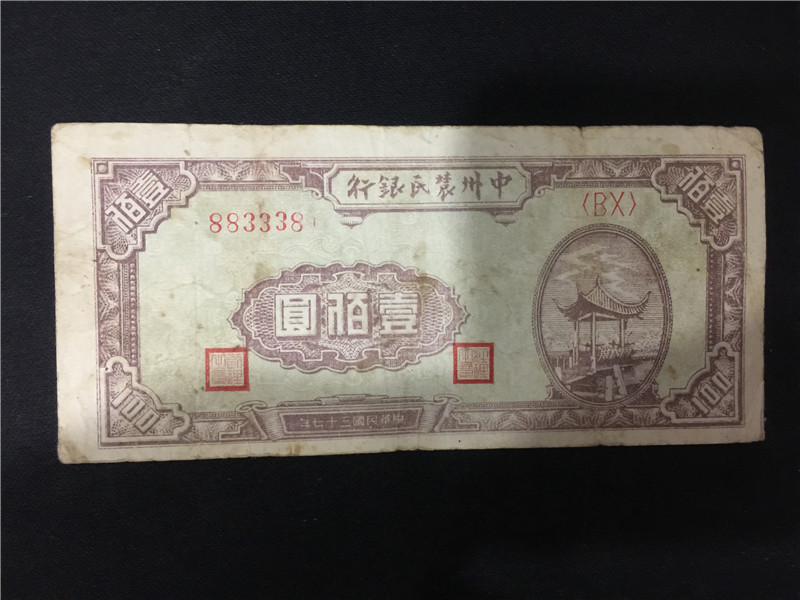 中州農民銀行
壹佰
壹佰
883338
〈BX〉
壹佰圓
100
100
中華民國三十七年